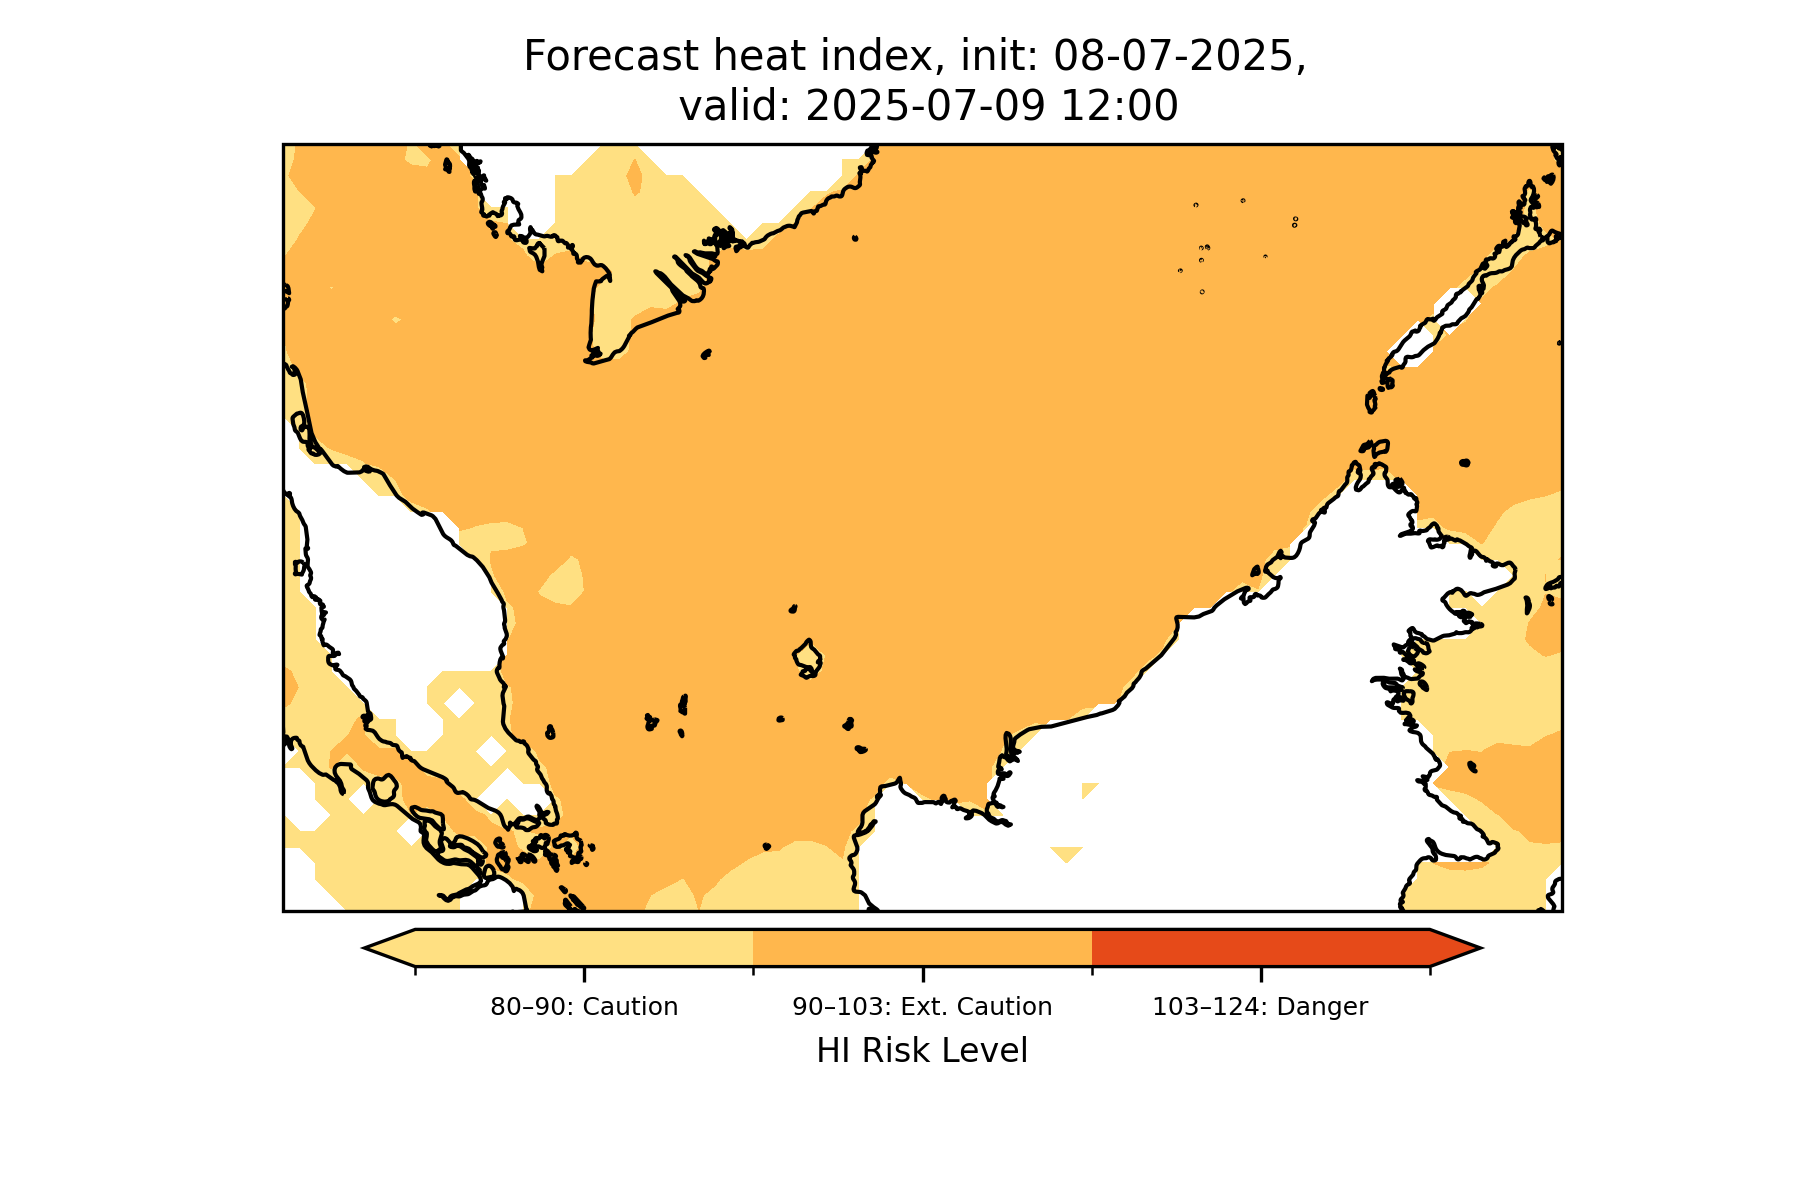 Forecast heat index, init: 08-07-2025,
valid: 2025-07-09 12:00
80–90: Caution
90–103: Ext. Caution
103–124: Danger
HI Risk Level